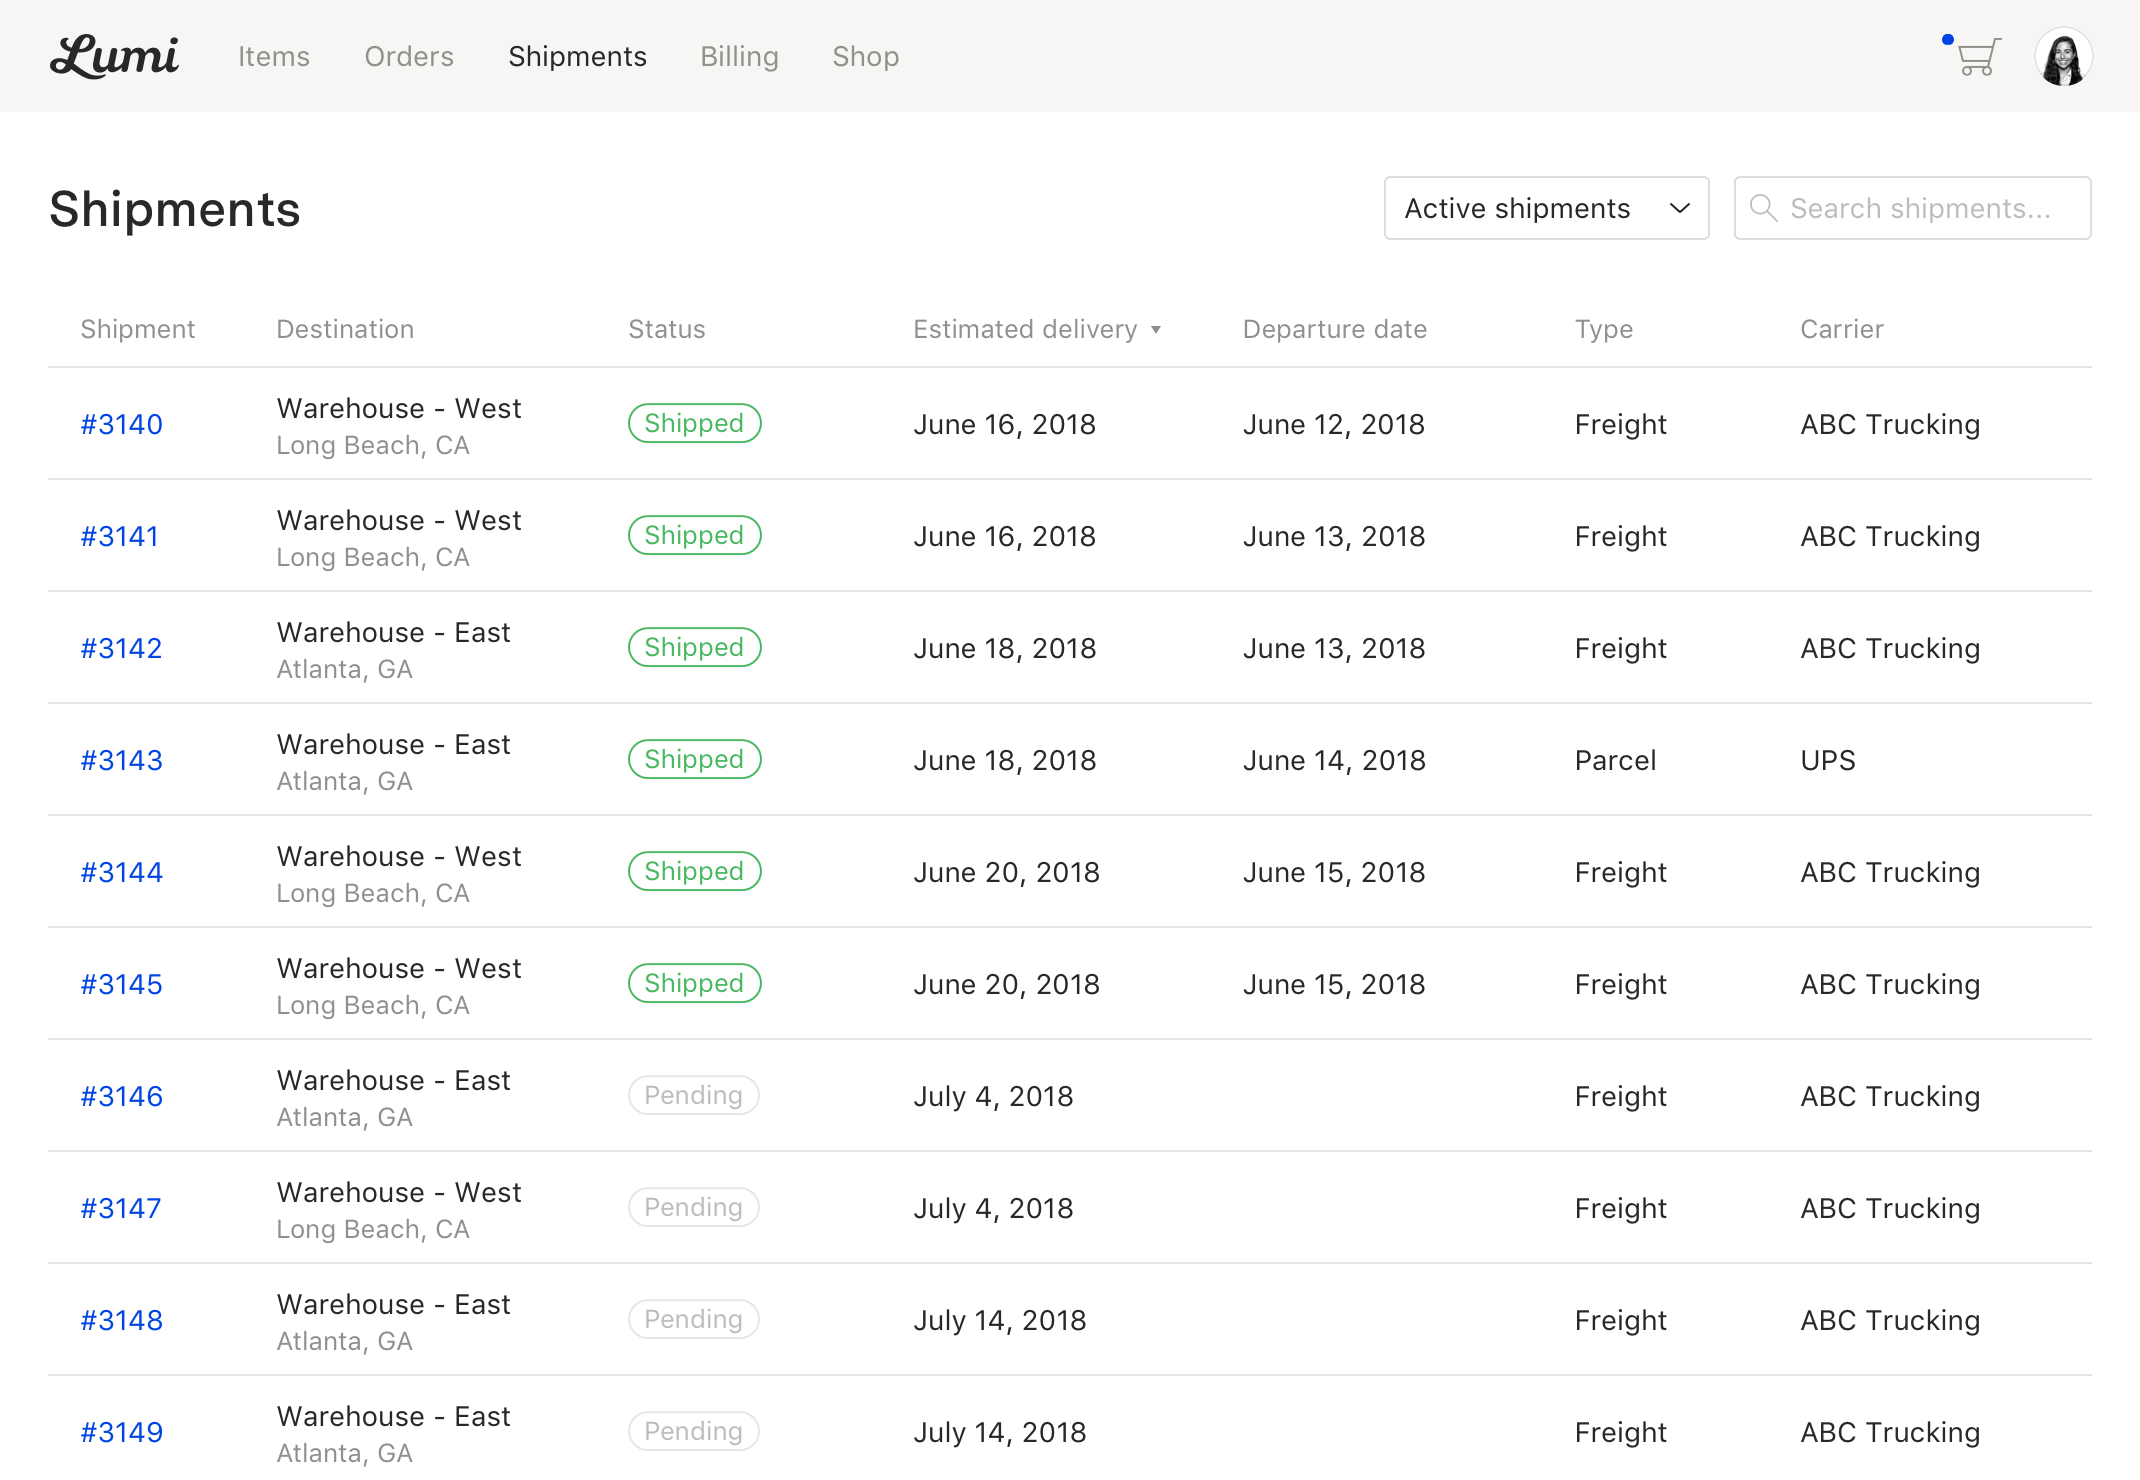 Lumi Items Orders Shipments Billing Shop
Shipments Active shipments Search shipments...
Shipment Destination Status Estimated delivery ▼ Departure date Type Carrier
#3140 Warehouse - West Shipped June 16, 2018 June 12, 2018 Freight ABC Trucking
Long Beach, CA
#3141 Warehouse - West Shipped June 16, 2018 June 13, 2018 Freight ABC Trucking
Long Beach, CA
#3142 Warehouse - East Shipped June 18, 2018 June 13, 2018 Freight ABC Trucking
Atlanta, GA
#3143 Warehouse - East Shipped June 18, 2018 June 14, 2018 Parcel UPS
Atlanta, GA
#3144 Warehouse - West Shipped June 20, 2018 June 15, 2018 Freight ABC Trucking
Long Beach, CA
#3145 Warehouse - West Shipped June 20, 2018 June 15, 2018 Freight ABC Trucking
Long Beach, CA
#3146 Warehouse - East Pending July 4, 2018 Freight ABC Trucking
Atlanta, GA
#3147 Warehouse - West Pending July 4, 2018 Freight ABC Trucking
Long Beach, CA
#3148 Warehouse - East Pending July 14, 2018 Freight ABC Trucking
Atlanta, GA
#3149 Warehouse - East Pending July 14, 2018 Freight ABC Trucking
Atlanta, GA